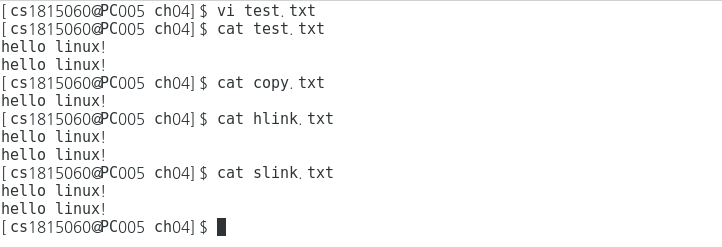 [cs1815060@PC005 ch04]$ vi test.txt
[cs1815060@PC005 ch04]$ cat test.txt
hello linux!
hello linux!
[cs1815060@PC005 ch04]$ cat copy.txt
hello linux!
[cs1815060@PC005 ch04]$ cat hlink.txt
hello linux!
hello linux!
[cs1815060@PC005 ch04]$ cat slink.txt
hello linux!
hello linux!
[cs1815060@PC005 ch04]$